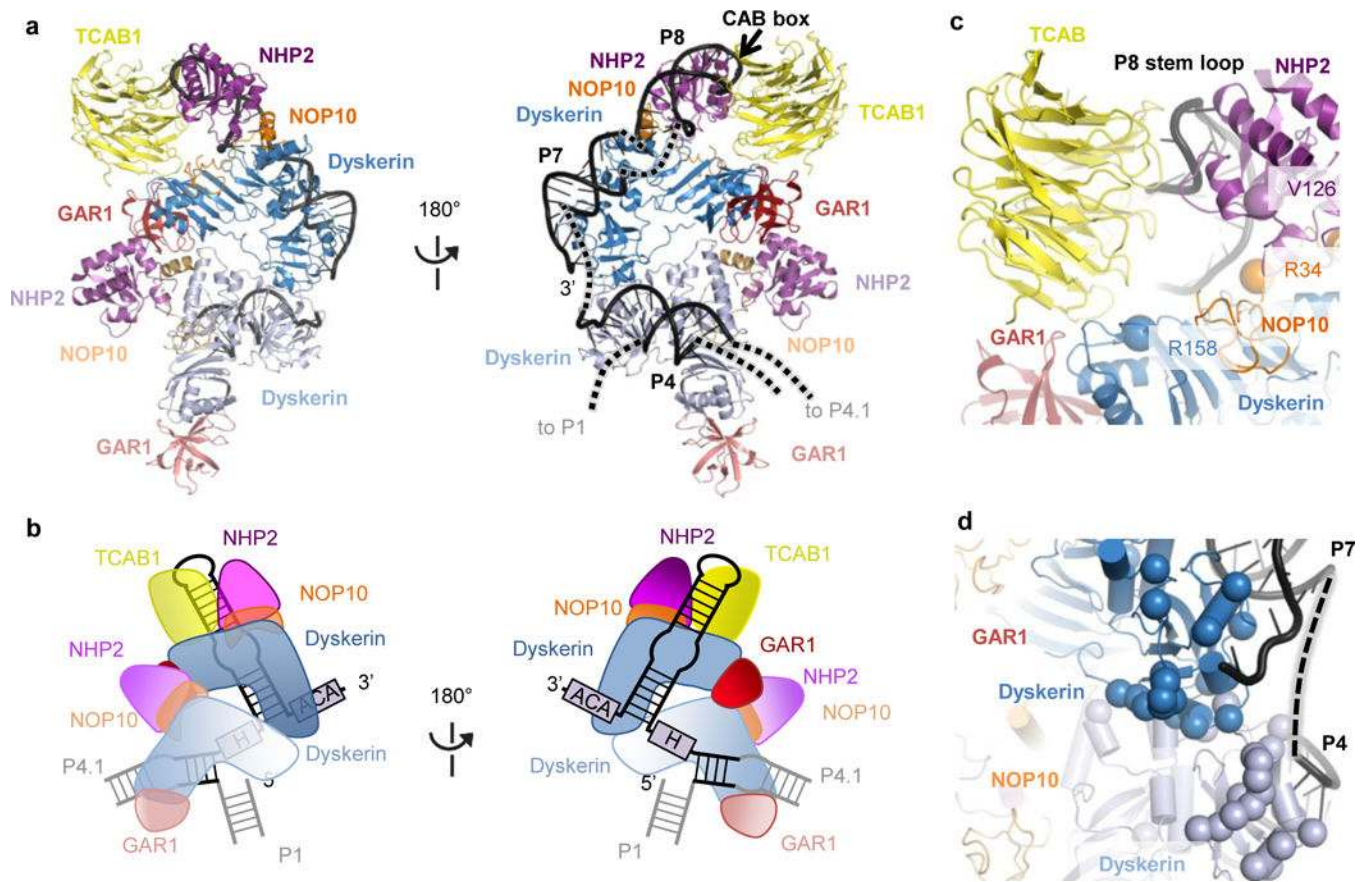 a
TCAB1
NHP2
NOP10
Dyskerin
GAR1
NHP2
NOP10
Dyskerin
GAR1
180°
CAB box
P8
NHP2
NOP10
Dyskerin
TCAB1
P7
GAR1
3'
NHP2
NOP10
Dyskerin
P4
to P4.1
to P1
GAR1
b
NHP2
TCAB1
NOP10
Dyskerin
NHP2
3'
ACA
NOP10
H
Dyskerin
P4.1
5'
GAR1
P1
180°
NHP2
TCAB1
NOP10
Dyskerin
GAR1
3'
ACA
NHP2
NOP10
H
Dyskerin
5'
P4.1
P1
GAR1
c
TCAB
P8 stem loop
NHP2
V126
R34
NOP10
GAR1
R158
Dyskerin
d
P7
GAR1
Dyskerin
P4
NOP10
Dyskerin